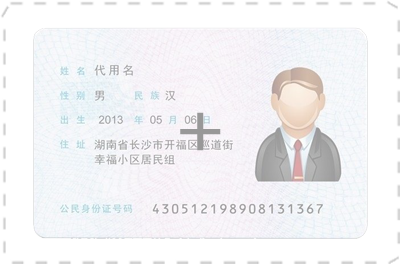 姓 名 代用名
性 别 男 民 族 汉
出 生 2013 年 05 月 06 日
住 址 湖南省长沙市开福区巡道街
幸福小区居民组
公民身份证号码 430512198908131367